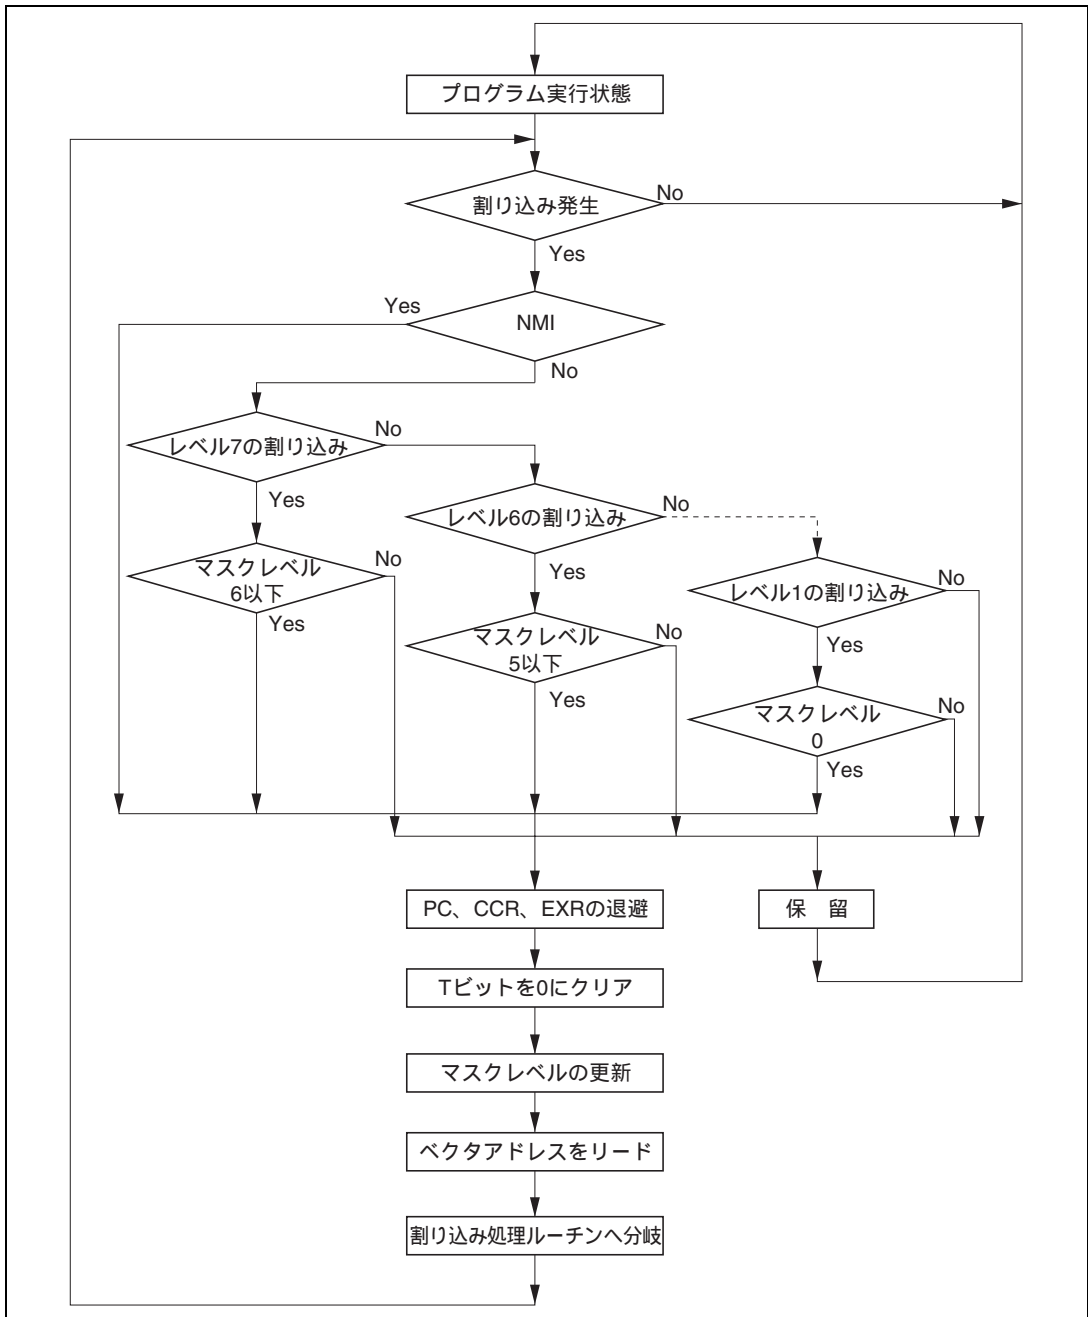 プログラム実行状態
割り込み発生
No
Yes
Yes
NMI
No
レベル7の割り込み
No
Yes
レベル6の割り込み
No
Yes
マスクレベル
6以下
No
Yes
レベル1の割り込み
No
Yes
マスクレベル
5以下
No
Yes
マスクレベル
0
No
Yes
PC、CCR、EXRの退避
保　留
Tビットを0にクリア
マスクレベルの更新
ベクタアドレスをリード
割り込み処理ルーチンへ分岐